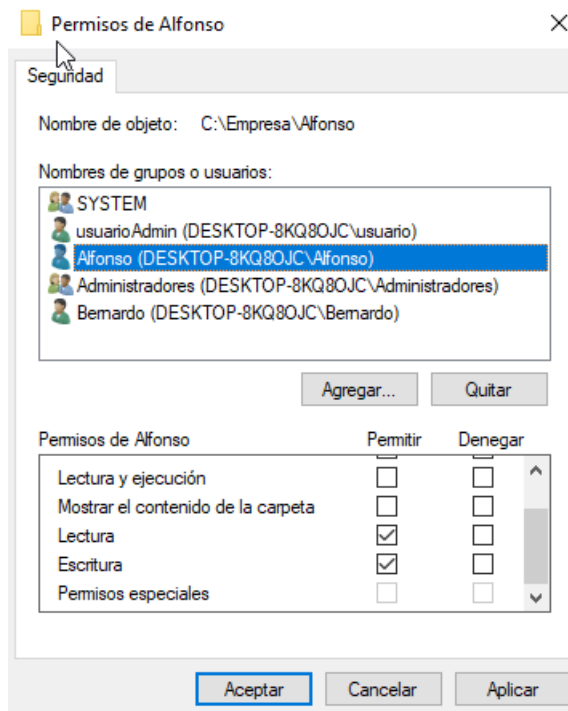 Permisos de Alfonso
Seguridad
Nombre de objeto: C:\Empresa\Alfonso
Nombres de grupos o usuarios:
SYSTEM
usuarioAdmin (DESKTOP-8KQ8OJC\usuario)
Alfonso (DESKTOP-8KQ8OJC\Alfonso)
Administradores (DESKTOP-8KQ8OJC\Administradores)
Bernardo (DESKTOP-8KQ8OJC\Bernardo)
Agregar... Quitar
Permisos de Alfonso Permitir Denegar
Lectura y ejecución
Mostrar el contenido de la carpeta
Lectura
Escritura
Permisos especiales
Aceptar Cancelar Aplicar